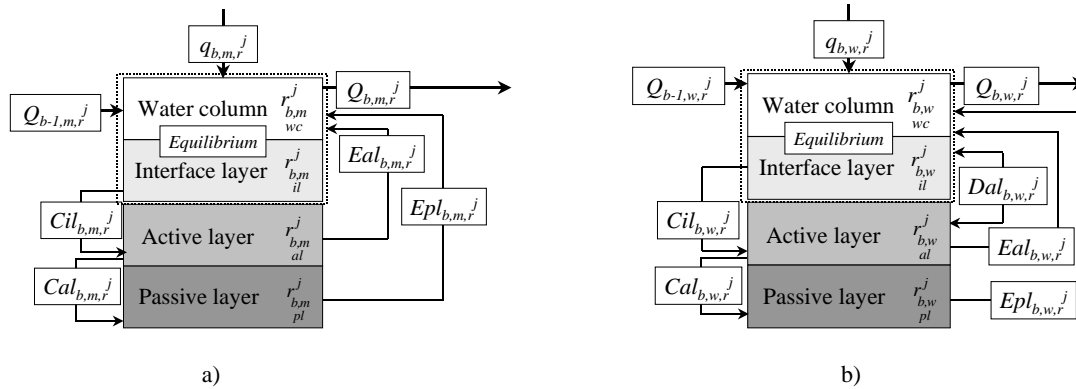 q_{b,m,r}^j
Q_{b-1,m,r}^j
Water column r_{b,m wc}^j
Q_{b,m,r}^j
Equilibrium
Interface layer r_{b,m il}^j
Eal_{b,m,r}^j
Epl_{b,m,r}^j
Cil_{b,m,r}^j
Active layer r_{b,m al}^j
Cal_{b,m,r}^j
Passive layer r_{b,m pl}^j
a)
q_{b,w,r}^j
Q_{b-1,w,r}^j
Water column r_{b,w wc}^j
Q_{b,w,r}^j
Equilibrium
Interface layer r_{b,w il}^j
Dal_{b,w,r}^j
Cil_{b,w,r}^j
Active layer r_{b,w al}^j
Eal_{b,w,r}^j
Cal_{b,w,r}^j
Passive layer r_{b,w pl}^j
Epl_{b,w,r}^j
b)